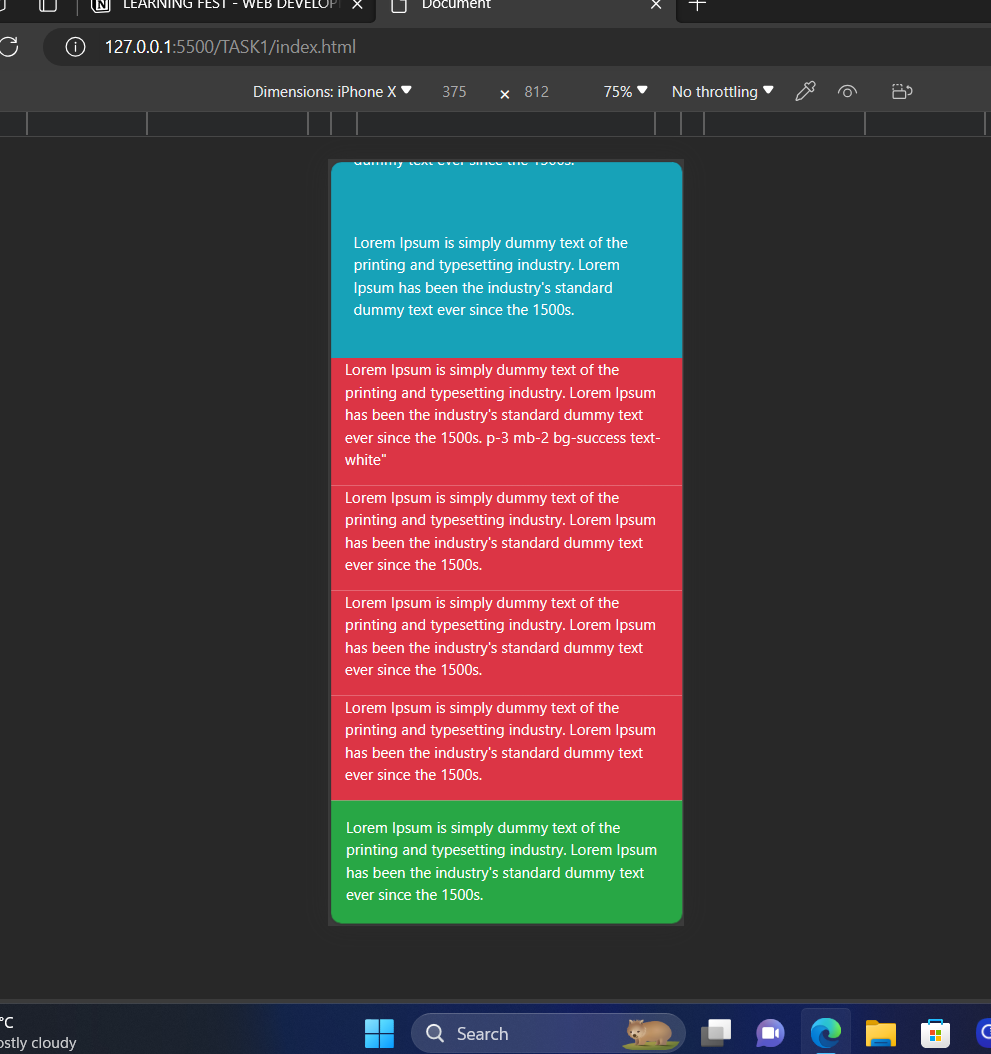 LEARNING FEST - WEB DEVELOP
Document
127.0.0.1:5500/TASK1/index.html
Dimensions: iPhone X 375 × 812 75% No throttling
dummy text ever since the 1500s.
Lorem Ipsum is simply dummy text of the
printing and typesetting industry. Lorem
Ipsum has been the industry's standard
dummy text ever since the 1500s.
Lorem Ipsum is simply dummy text of the
printing and typesetting industry. Lorem Ipsum
has been the industry's standard dummy text
ever since the 1500s. p-3 mb-2 bg-success text-
white"
Lorem Ipsum is simply dummy text of the
printing and typesetting industry. Lorem Ipsum
has been the industry's standard dummy text
ever since the 1500s.
Lorem Ipsum is simply dummy text of the
printing and typesetting industry. Lorem Ipsum
has been the industry's standard dummy text
ever since the 1500s.
Lorem Ipsum is simply dummy text of the
printing and typesetting industry. Lorem Ipsum
has been the industry's standard dummy text
ever since the 1500s.
Lorem Ipsum is simply dummy text of the
printing and typesetting industry. Lorem Ipsum
has been the industry's standard dummy text
ever since the 1500s.
°C
ostly cloudy
Search